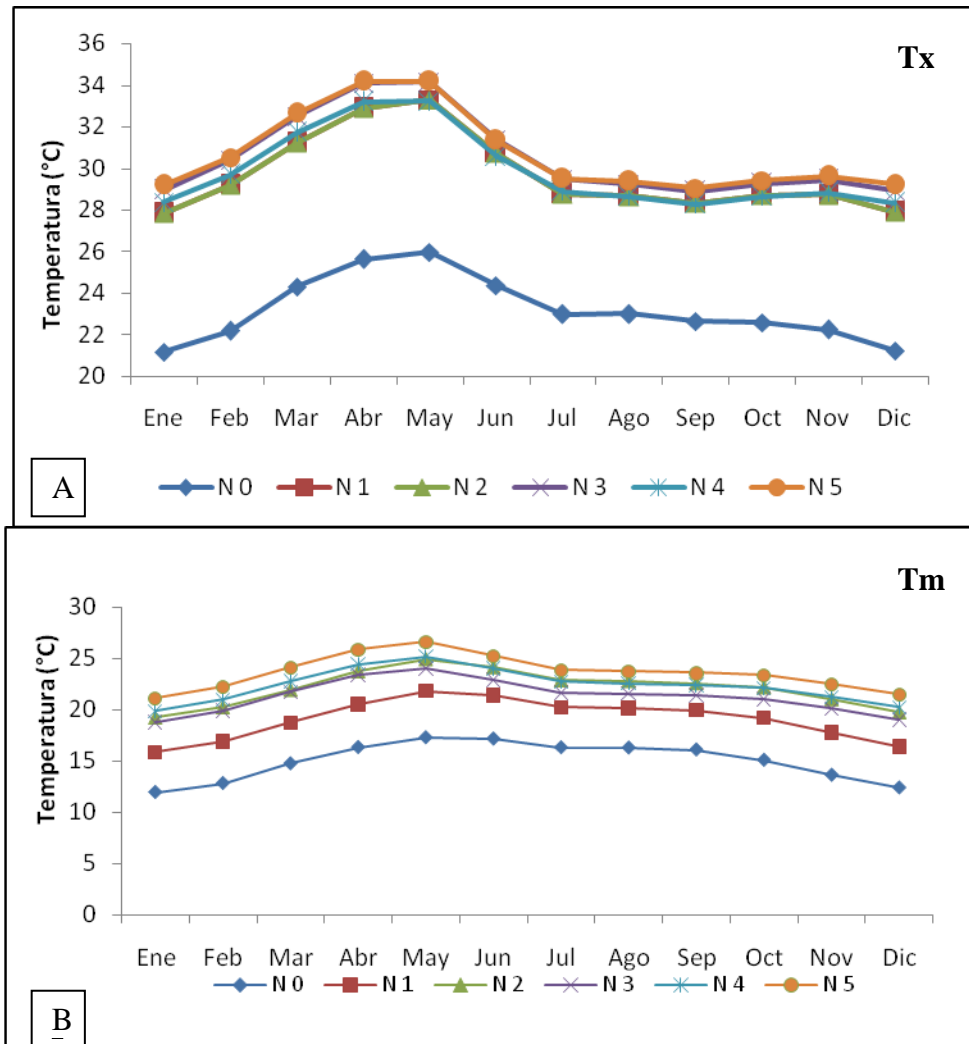 Tx
36
34
32
30
28
26
24
22
20
Temperatura (°C)
Ene Feb Mar Abr May Jun Jul Ago Sep Oct Nov Dic
A
N 0 N 1 N 2 N 3 N 4 N 5
Tm
30
25
20
15
10
5
0
Temperatura (°C)
Ene Feb Mar Abr May Jun Jul Ago Sep Oct Nov Dic
N 0 N 1 N 2 N 3 N 4 N 5
B